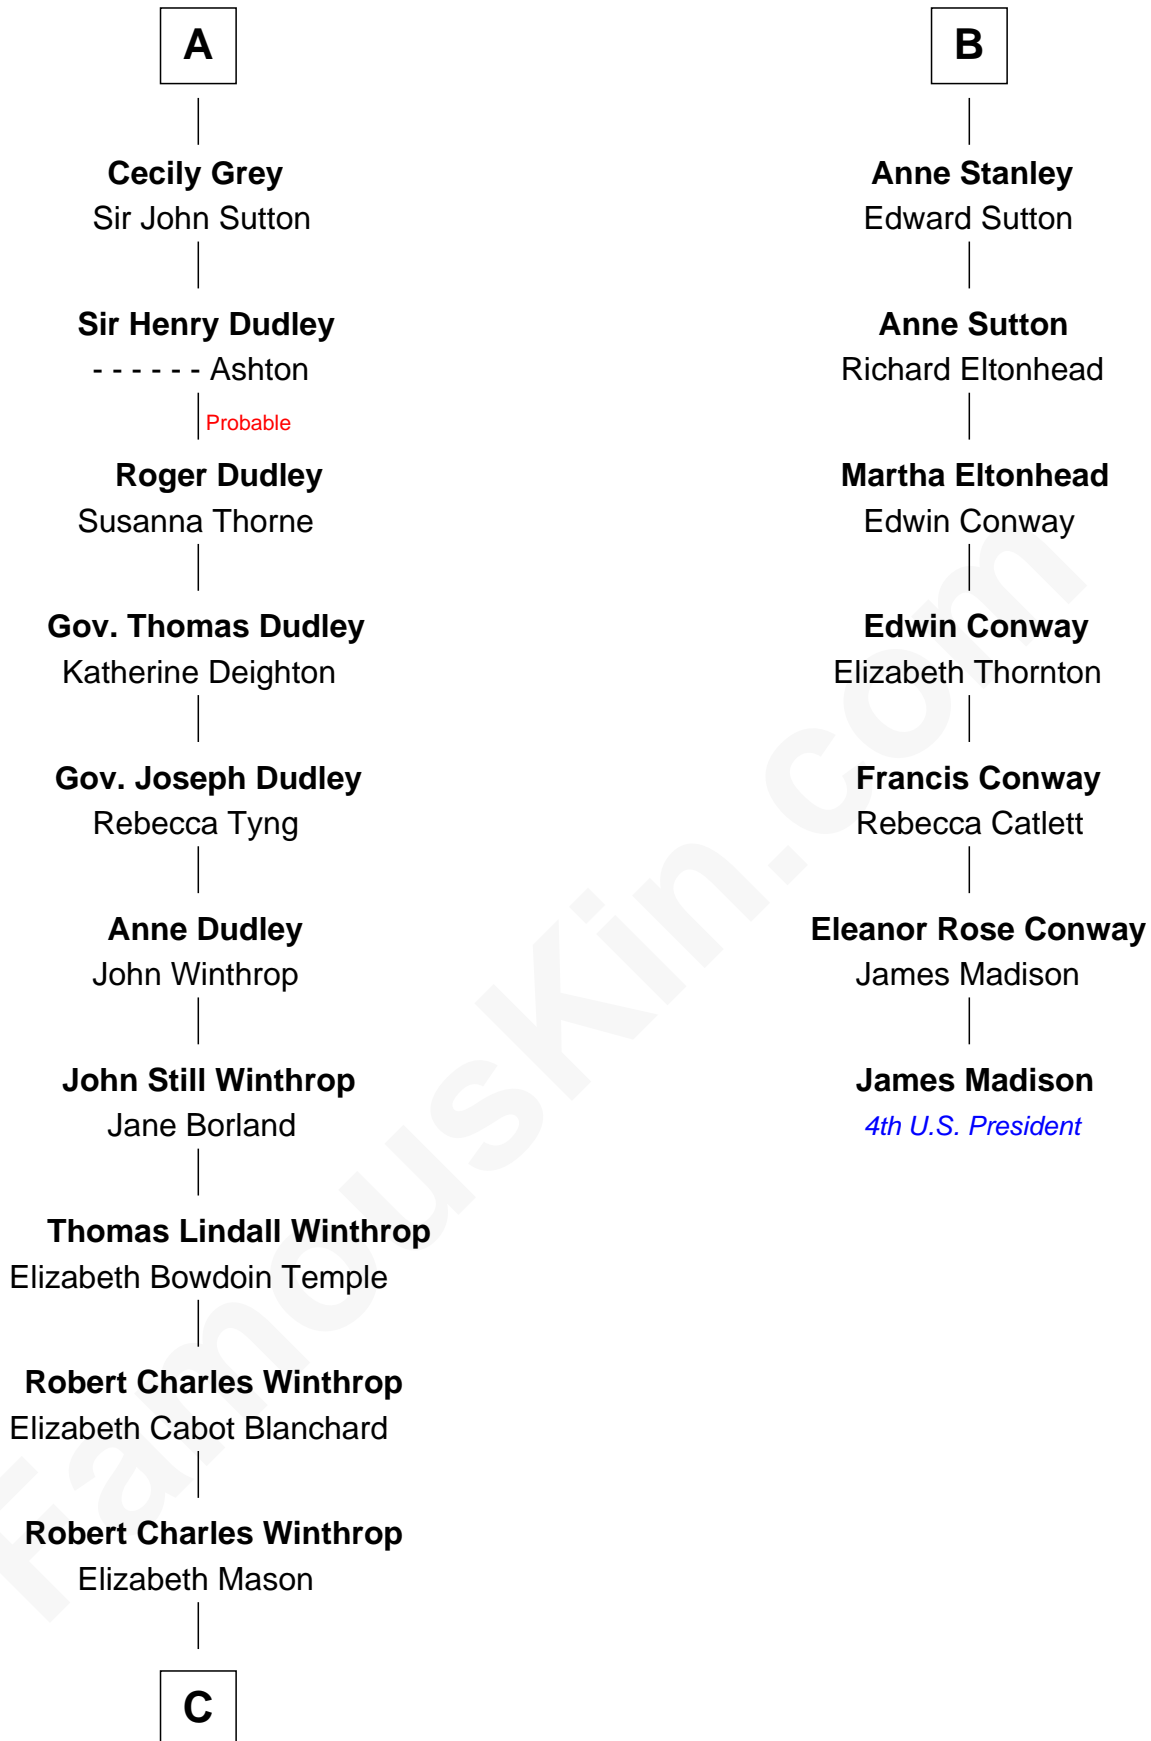 A
Cecily Grey
Sir John Sutton
Sir Henry Dudley
- - - - - - Ashton
Probable
Roger Dudley
Susanna Thorne
Gov. Thomas Dudley
Katherine Deighton
Gov. Joseph Dudley
Rebecca Tyng
Anne Dudley
John Winthrop
John Still Winthrop
Jane Borland
Thomas Lindall Winthrop
Elizabeth Bowdoin Temple
Robert Charles Winthrop
Elizabeth Cabot Blanchard
Robert Charles Winthrop
Elizabeth Mason
C
B
Anne Stanley
Edward Sutton
Anne Sutton
Richard Eltonhead
Martha Eltonhead
Edwin Conway
Edwin Conway
Elizabeth Thornton
Francis Conway
Rebecca Catlett
Eleanor Rose Conway
James Madison
James Madison
4th U.S. President
FamousKin.com